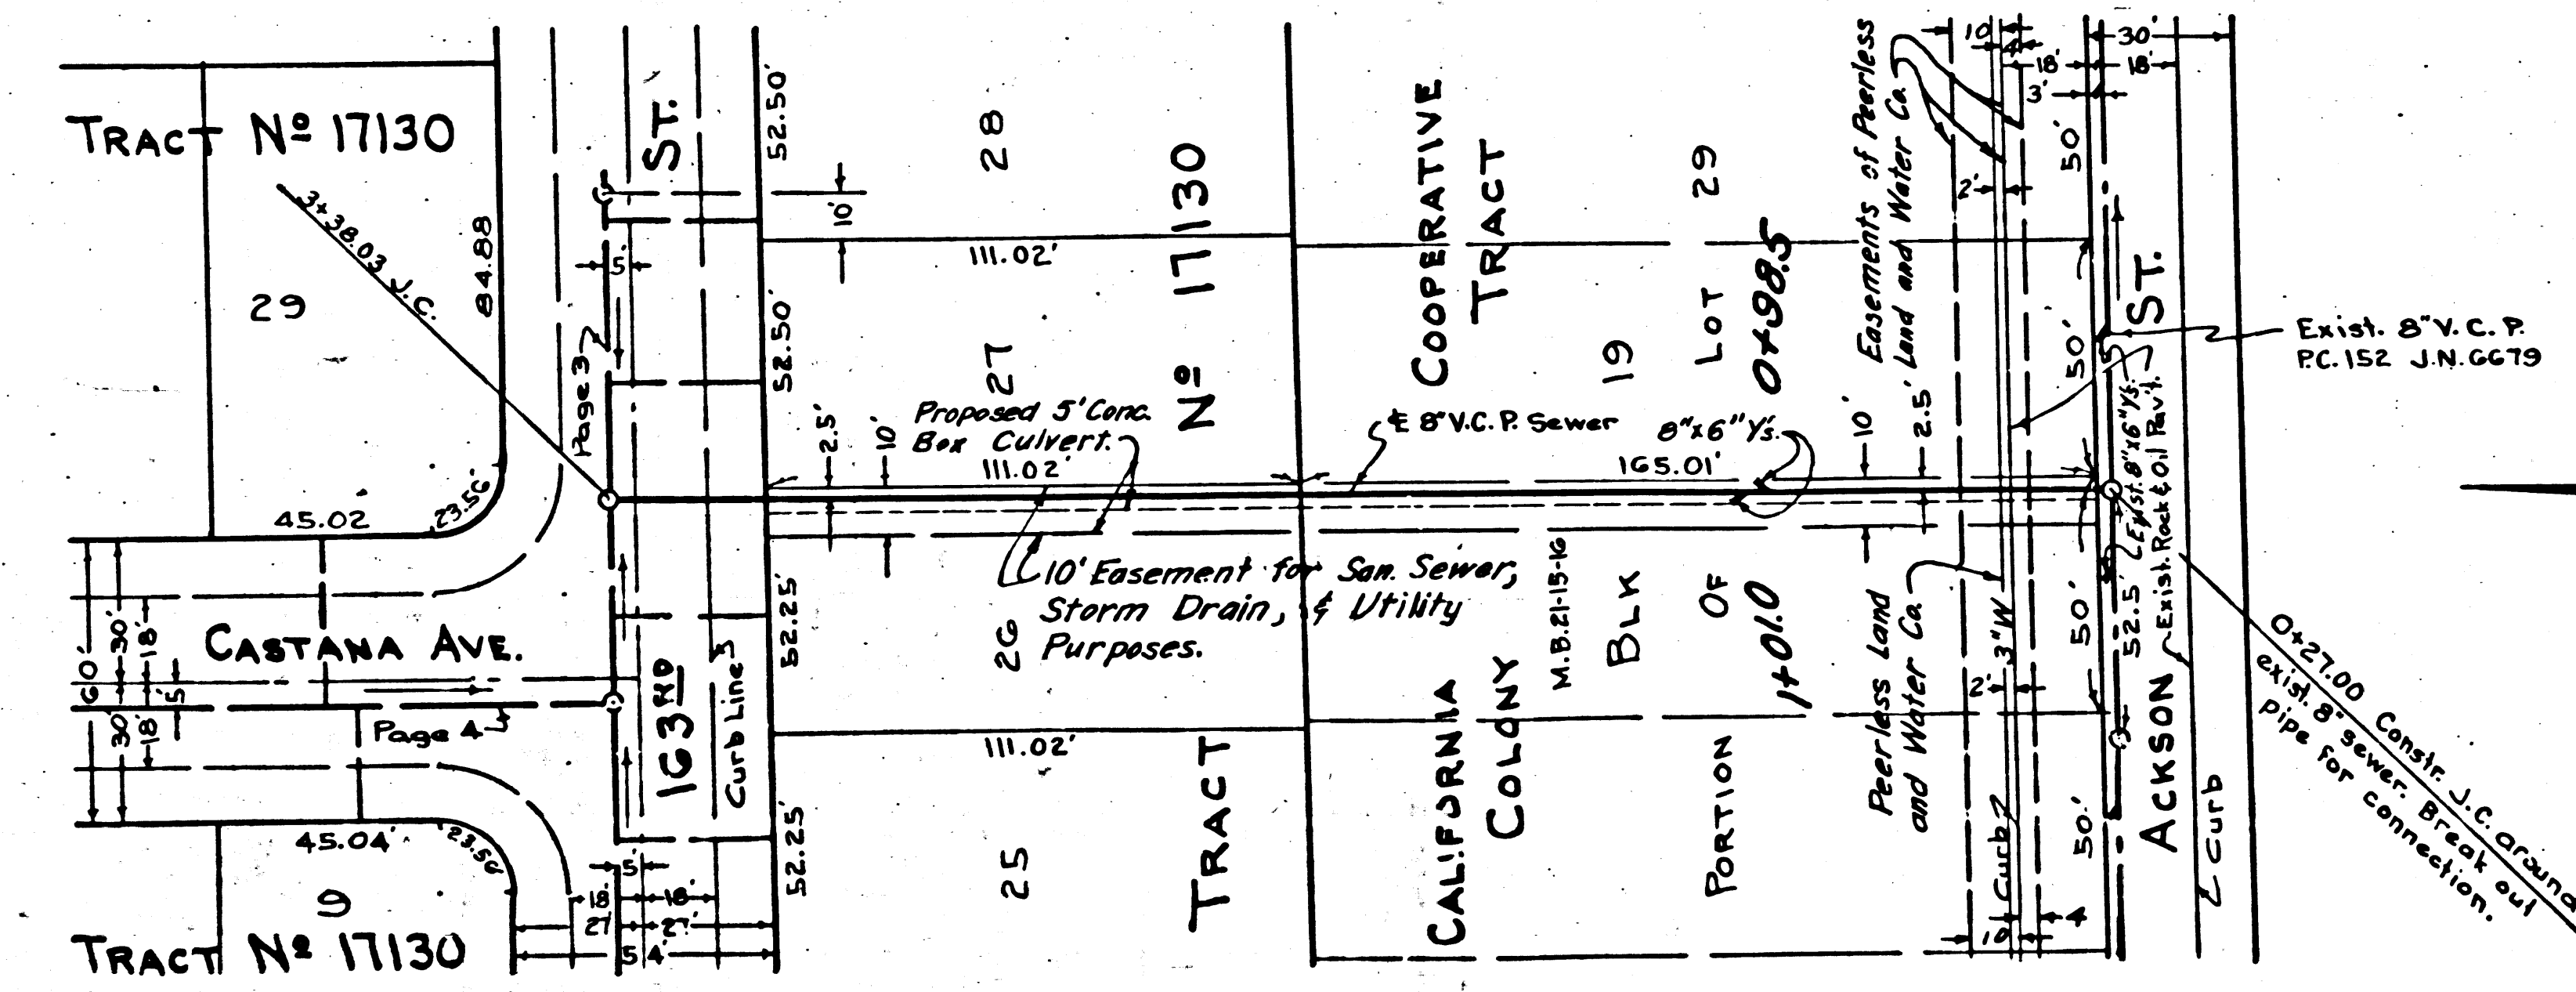 TRACT Nº 17130
3+38.03 J.C.
29
84.88
45.02
23.56
CASTANA AVE.
60'
30'
18'
5'
30'
18'
Page 4
45.04'
23.56
9
TRACT Nº 17130
ST.
163RD
Page 3
5'
Curb Line
5'
18'
18'
27'
27'
54'
52.50'
52.50'
52.25'
52.25'
10'
28
111.02'
27
Proposed 5' Conc.
Box Culvert.
2.5'
10'
111.02'
10' Easement for San. Sewer,
Storm Drain, & Utility
Purposes.
26
111.02'
25
TRACT Nº 17130
CALIFORNIA COOPERATIVE
COLONY TRACT
M.B.21-15-16
BLK 19
PORTION OF LOT 29
℄ 8" V.C.P. Sewer
8"x6" Y's.
165.01'
0+98.5
1+01.0
Easements of Peerless
Land and Water Co.
10'
2.5'
Peerless Land
and Water Co.
3" W
2'
2'
Curb
10'
4
10'
4'
18'
3'
30'
18'
50'
50'
50'
50'
52.5'
Exist. 8"x6" Y's.
Exist. Rock & Oil Pav't.
ACKSON ST.
Curb
Exist. 8" V.C.P.
P.C. 152 J.N. 6679
0+27.00 Constr. J.C. around
exist. 8" sewer. Break out
pipe for connection.